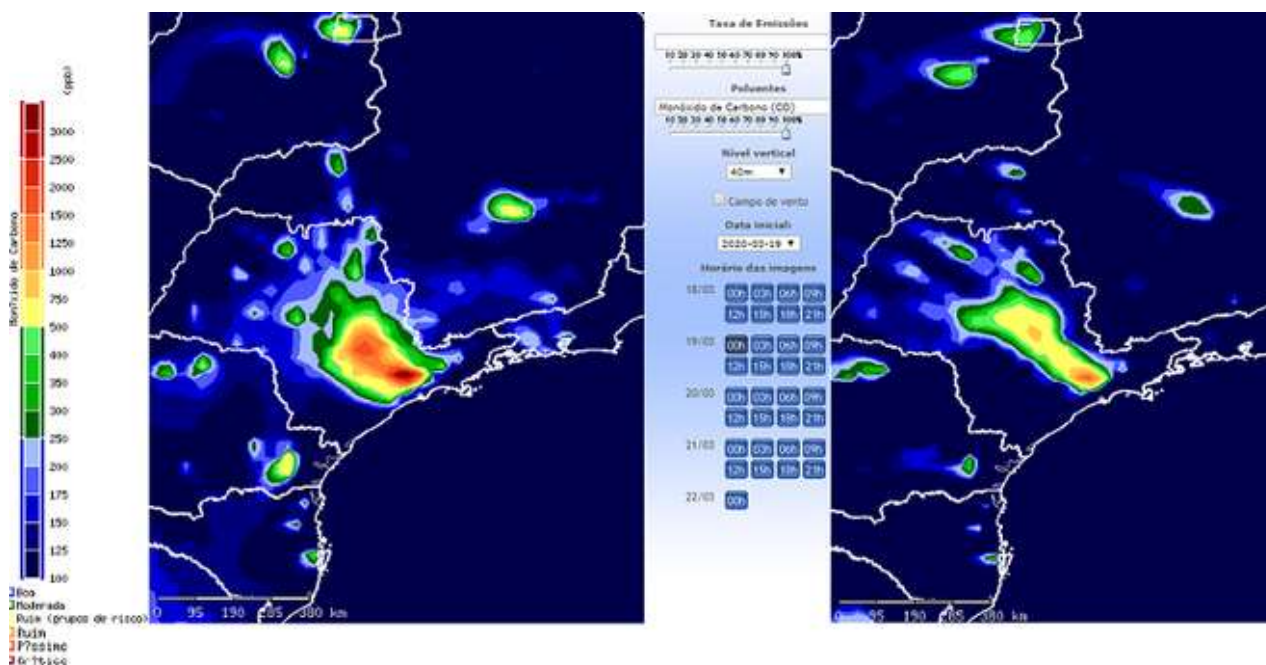 (ppb)
Monóxido de Carbono
3000
2500
2000
1500
1250
1000
750
500
400
350
300
250
200
175
150
125
100
Boa
Moderada
Ruim (grupos de risco)
Ruim
P?ssimo
Cr?tico
0 95 190 285 380 km
Taxa de Emissões
10 20 30 40 50 60 70 80 90 100%
Poluentes
Monóxido de Carbono (CO)
10 20 30 40 50 60 70 80 90 100%
Nível vertical
40m
Campo de vento
Data inicial:
2020-03-19
Horário das imagens
18/03 00h 03h 06h 09h
12h 15h 18h 21h
19/03 00h 03h 06h 09h
12h 15h 18h 21h
20/03 00h 03h 06h 09h
12h 15h 18h 21h
21/03 00h 03h 06h 09h
12h 15h 18h 21h
22/03 00h
0 95 190 285 380 km